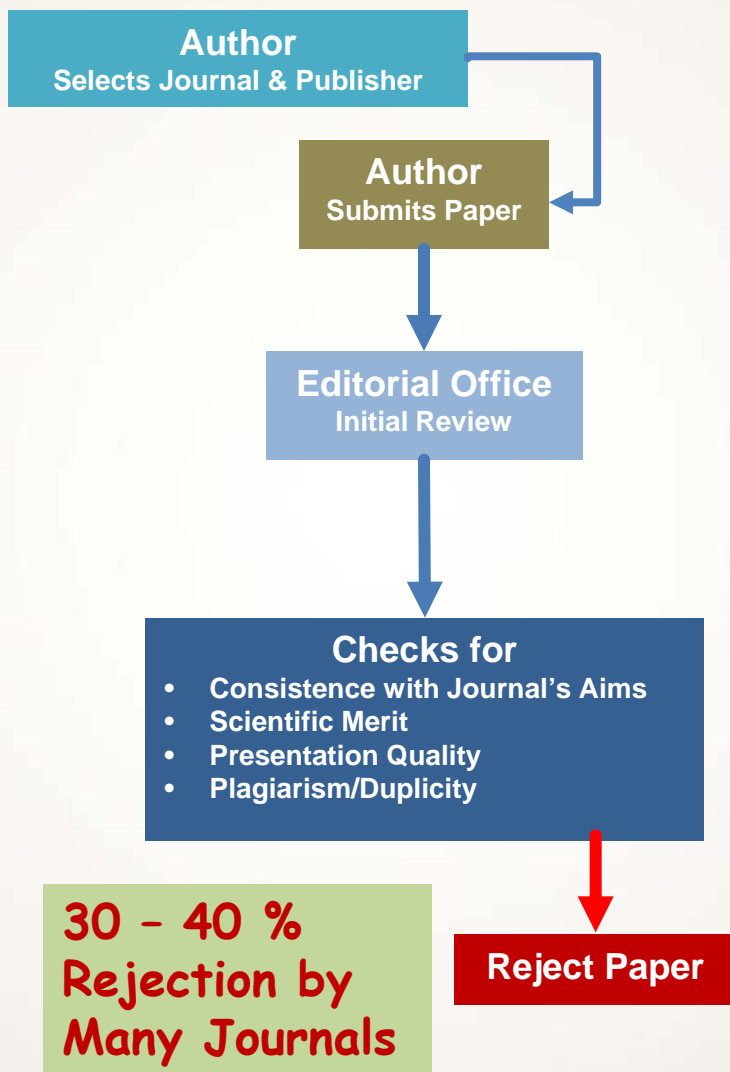 Author
Selects Journal & Publisher
Author
Submits Paper
Editorial Office
Initial Review
Checks for
• Consistence with Journal’s Aims
• Scientific Merit
• Presentation Quality
• Plagiarism/Duplicity
30 – 40 %
Rejection by
Many Journals
Reject Paper